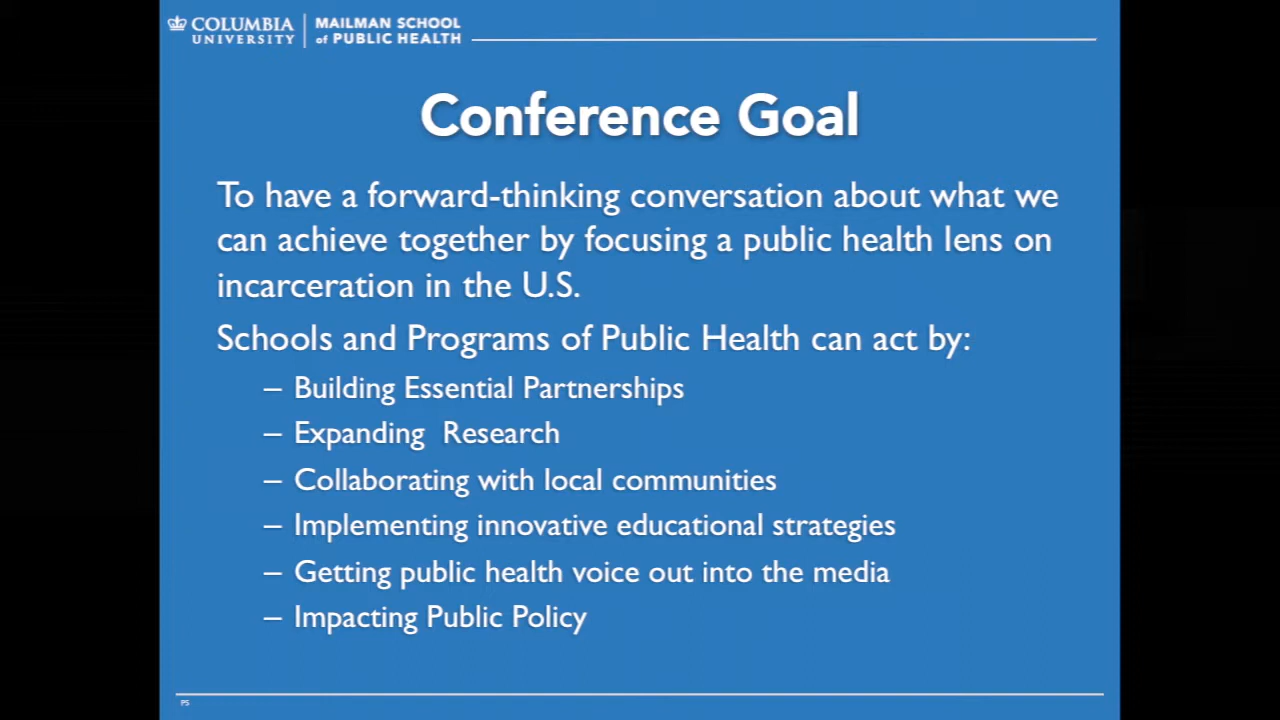 COLUMBIA UNIVERSITY
MAILMAN SCHOOL of PUBLIC HEALTH
Conference Goal
To have a forward-thinking conversation about what we
can achieve together by focusing a public health lens on
incarceration in the U.S.
Schools and Programs of Public Health can act by:
– Building Essential Partnerships
– Expanding  Research
– Collaborating with local communities
– Implementing innovative educational strategies
– Getting public health voice out into the media
– Impacting Public Policy